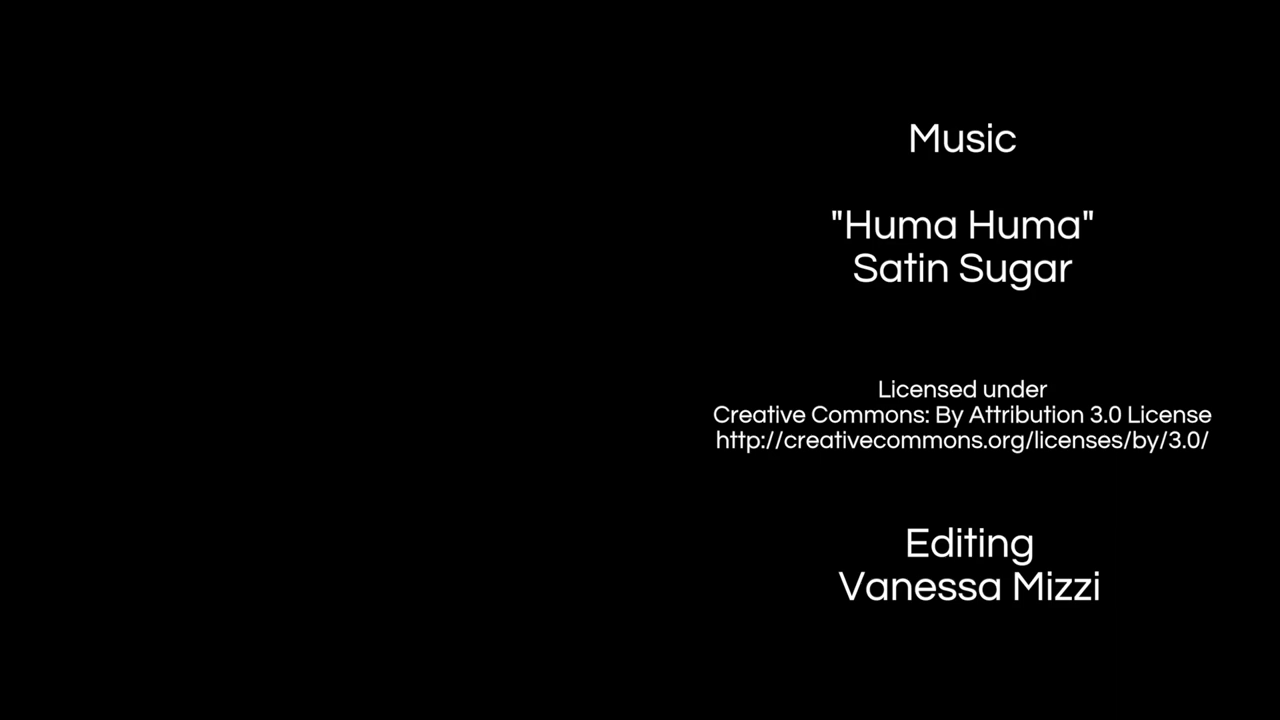 Music
"Huma Huma"
Satin Sugar
Licensed under
Creative Commons: By Attribution 3.0 License
http://creativecommons.org/licenses/by/3.0/
Editing
Vanessa Mizzi